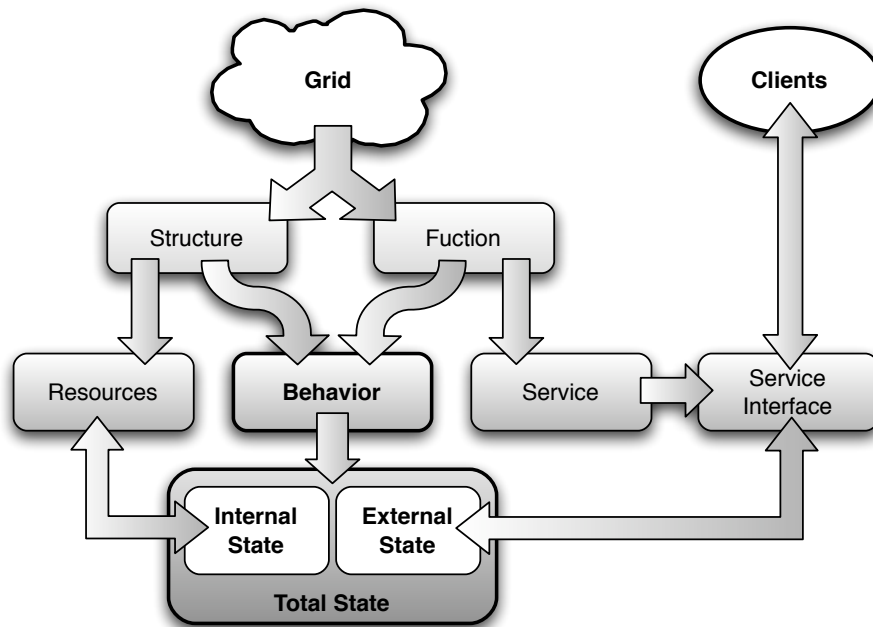 Grid
Clients
Structure
Fuction
Resources
Behavior
Service
Service
Interface
Internal
State
External
State
Total State